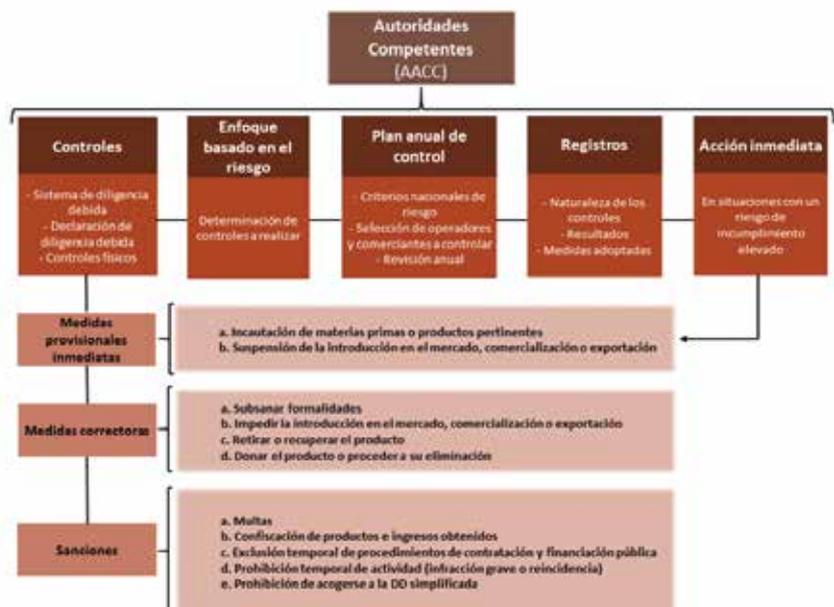 Autoridades
Competentes
(AACC)
Controles
- Sistema de diligencia
debida
- Declaración de
diligencia debida
- Controles físicos
Enfoque
basado en el
riesgo
Determinación de
controles a realizar
Plan anual de
control
- Criterios nacionales de
riesgo
- Selección de operadores
y comerciantes a controlar
- Revisión anual
Registros
- Naturaleza de los
controles
- Resultados
- Medidas adoptadas
Acción inmediata
En situaciones con un
riesgo de
incumplimiento
elevado
Medidas
provisionales
inmediatas
a. Incautación de materias primas o productos pertinentes
b. Suspensión de la introducción en el mercado, comercialización o exportación
Medidas correctoras
a. Subsanar formalidades
b. Impedir la introducción en el mercado, comercialización o exportación
c. Retirar o recuperar el producto
d. Donar el producto o proceder a su eliminación
Sanciones
a. Multas
b. Confiscación de productos e ingresos obtenidos
c. Exclusión temporal de procedimientos de contratación y financiación pública
d. Prohibición temporal de actividad (infracción grave o reincidencia)
e. Prohibición de acogerse a la DD simplificada